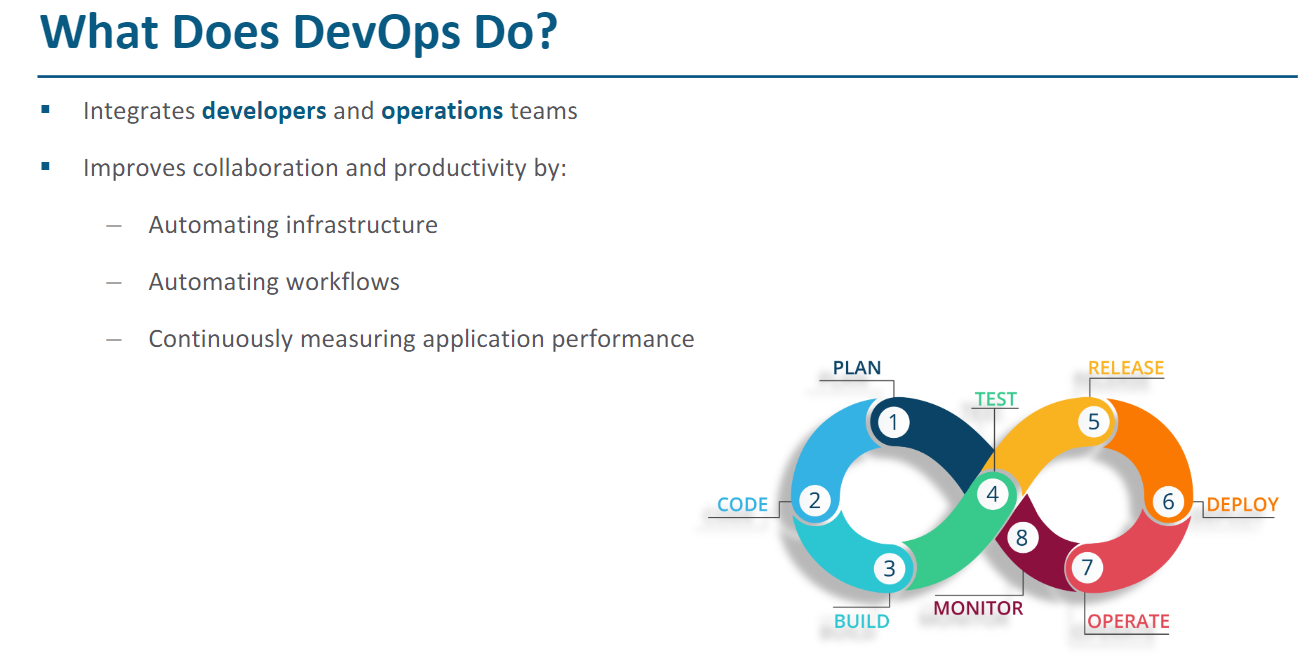 What Does DevOps Do?
▪ Integrates developers and operations teams
▪ Improves collaboration and productivity by:
– Automating infrastructure
– Automating workflows
– Continuously measuring application performance
PLAN
RELEASE
TEST
1
5
4
2
6
CODE
DEPLOY
8
3
7
MONITOR
BUILD
OPERATE